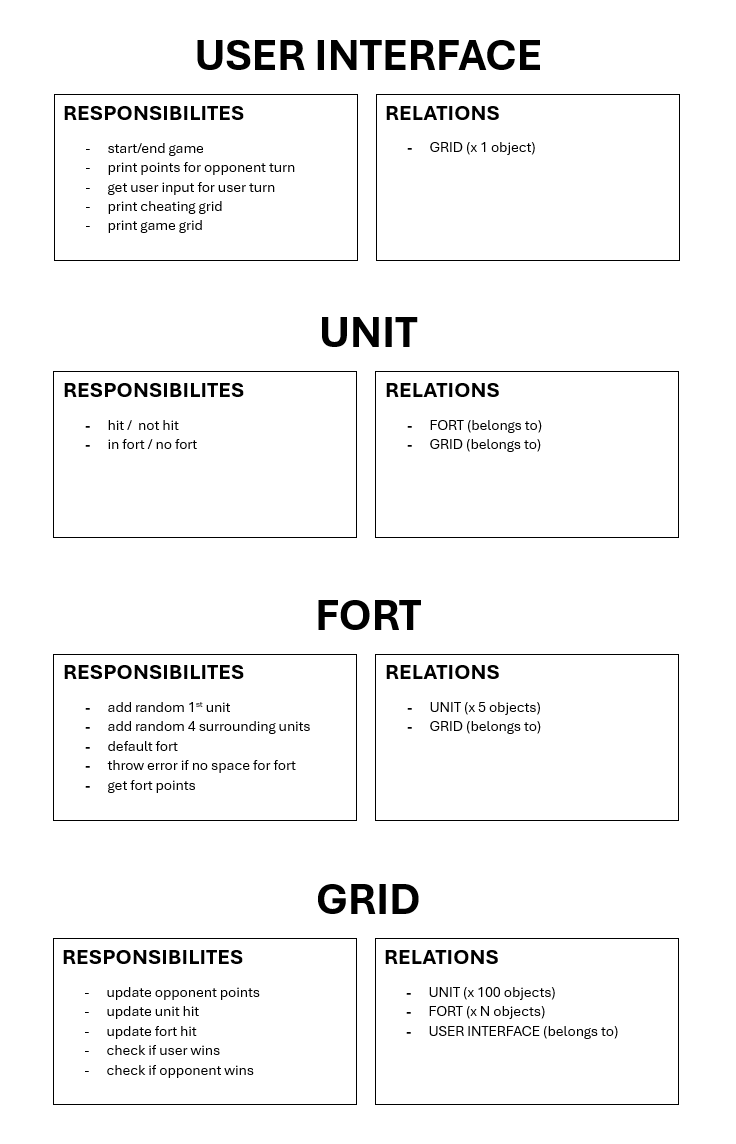 USER INTERFACE
RESPONSIBILITES
- start/end game
- print points for opponent turn
- get user input for user turn
- print cheating grid
- print game grid
RELATIONS
- GRID (x 1 object)
UNIT
RESPONSIBILITES
- hit /  not hit
- in fort / no fort
RELATIONS
- FORT (belongs to)
- GRID (belongs to)
FORT
RESPONSIBILITES
- add random 1st unit
- add random 4 surrounding units
- default fort
- throw error if no space for fort
- get fort points
RELATIONS
- UNIT (x 5 objects)
- GRID (belongs to)
GRID
RESPONSIBILITES
- update opponent points
- update unit hit
- update fort hit
- check if user wins
- check if opponent wins
RELATIONS
- UNIT (x 100 objects)
- FORT (x N objects)
- USER INTERFACE (belongs to)